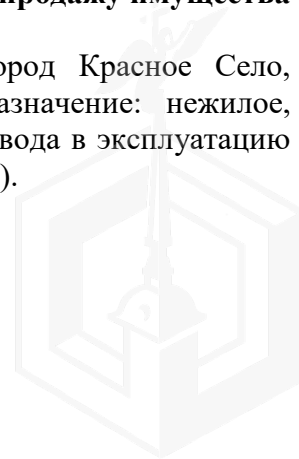 продажу имущества
ород Красное Село,
азначение: нежилое,
вода в эксплуатацию
).